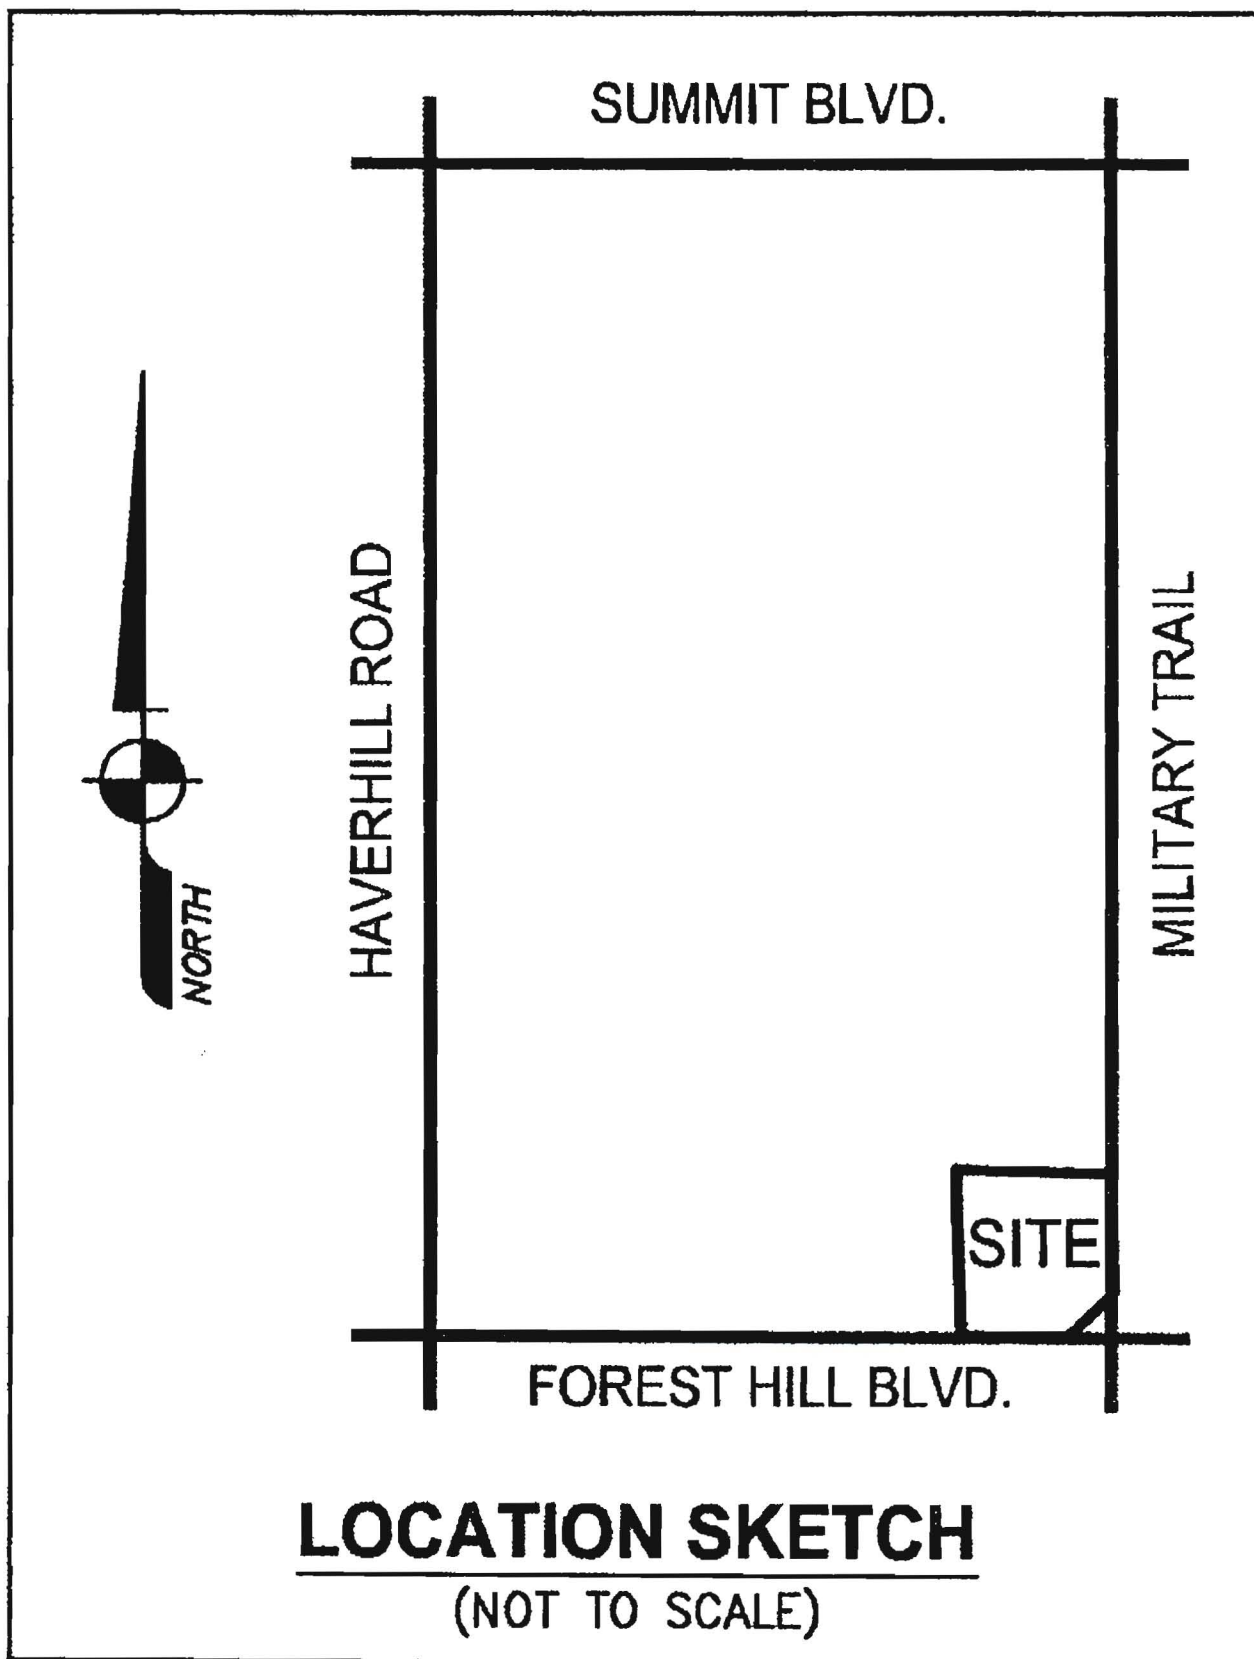 SUMMIT BLVD.
HAVERHILL ROAD
MILITARY TRAIL
NORTH
SITE
FOREST HILL BLVD.
LOCATION SKETCH
(NOT TO SCALE)